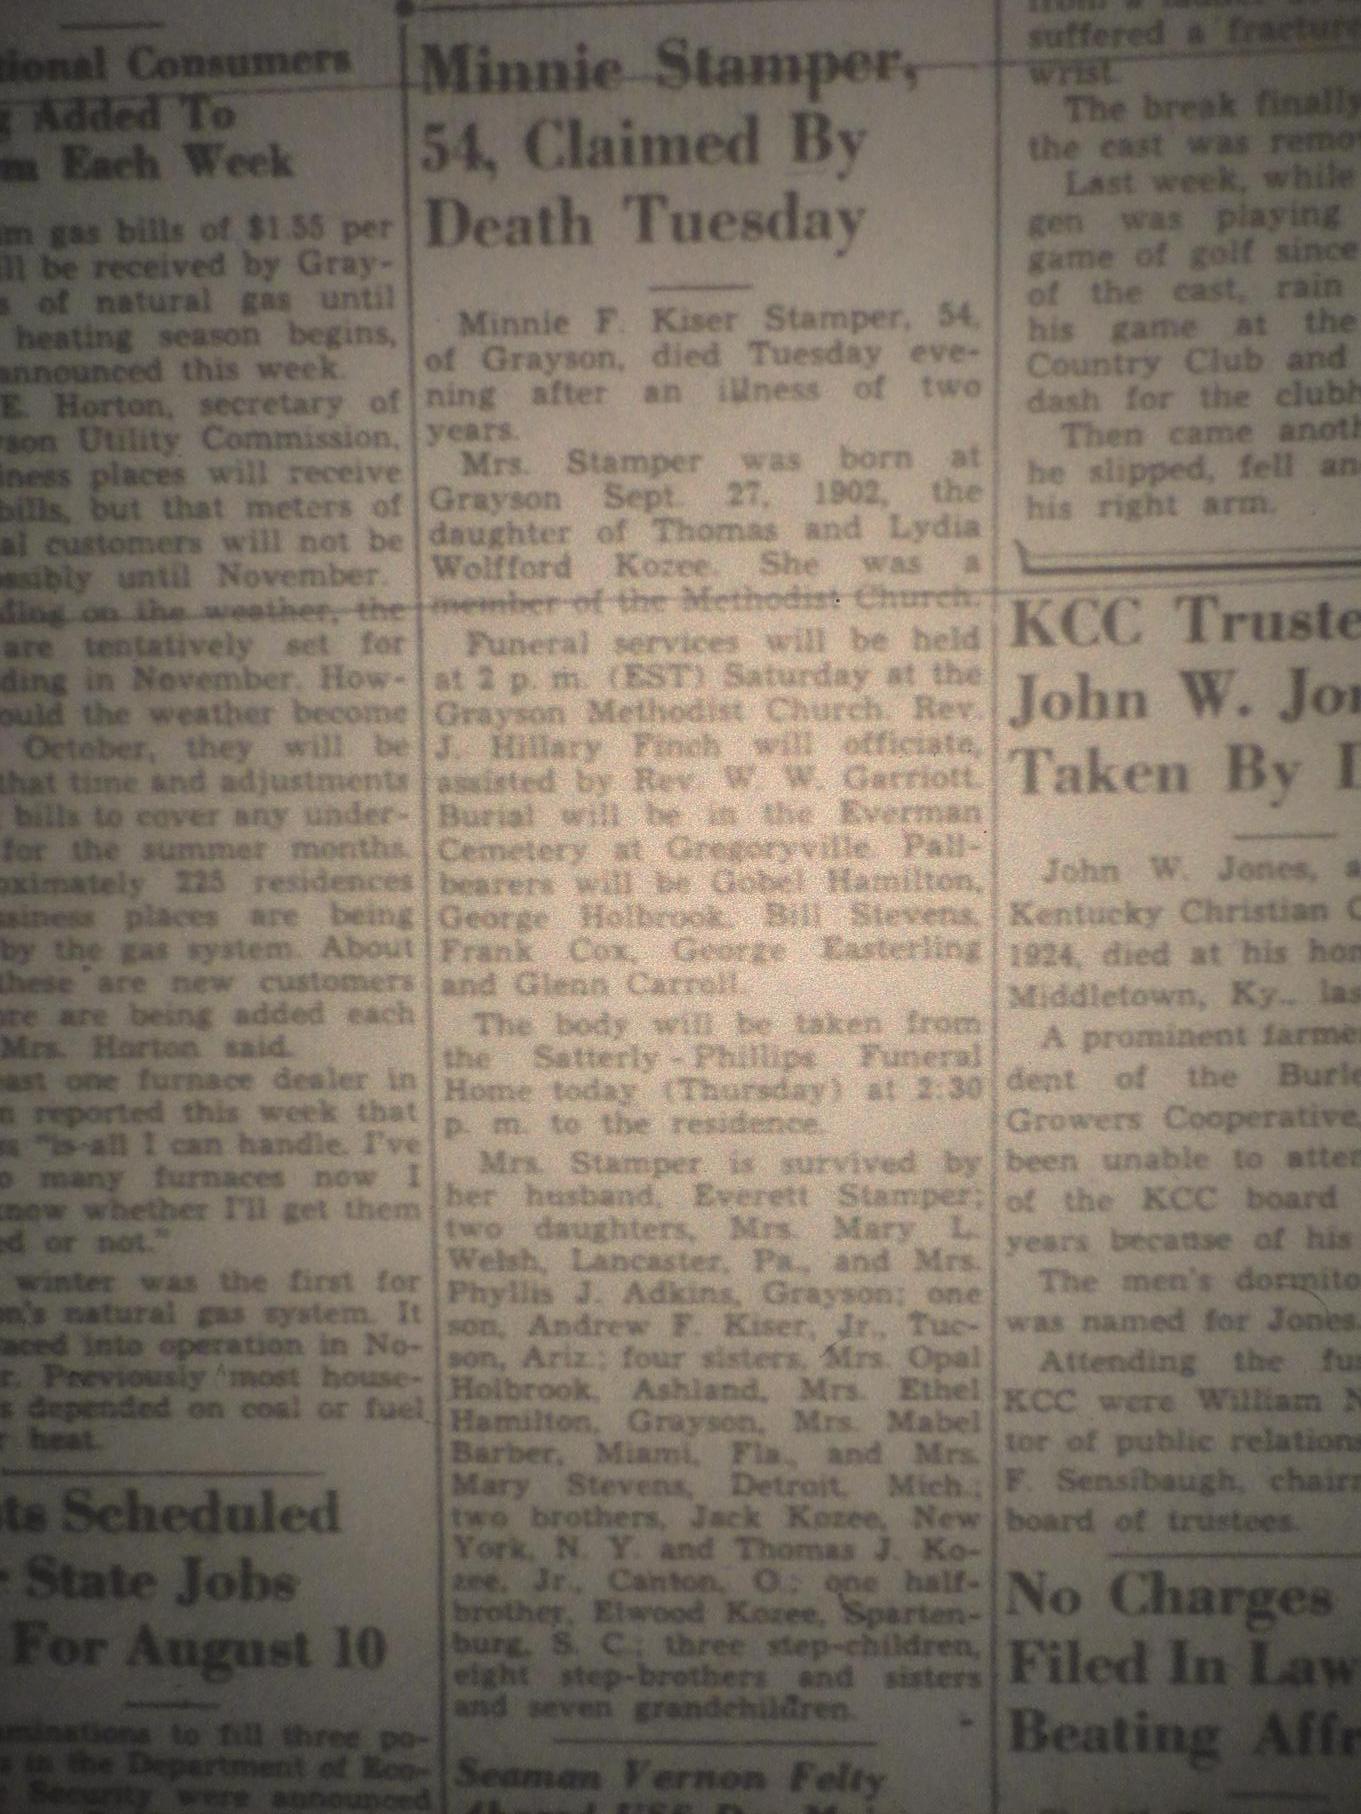 tional Consumers
Added To
Each Week
gas bills of $1.55 per
be received by Gray-
of natural gas until
heating season begins,
announced this week.
E. Horton, secretary of
Utility Commission,
places will receive
bills, but that meters of
customers will not be
until November.
on the weather, the
are tentatively set for
in November. How-
the weather become
October, they will be
that time and adjustments
bills to cover any under-
for the summer months.
225 residences
places are being
by the gas system. About
these are new customers
are being added each
Mrs. Horton said.
one furnace dealer in
reported this week that
"is all I can handle. I've
many furnaces now I
know whether I'll get them
or not."
winter was the first for
natural gas system. It
into operation in No-
Previously most house-
depended on coal or fuel
heat.
Scheduled
State Jobs
For August 10
to fill three po-
in the Department of Eco-
Security were announced
Minnie Stamper,
54, Claimed By
Death Tuesday
Minnie F. Kiser Stamper, 54,
of Grayson, died Tuesday eve-
ning after an illness of two
years.
Mrs. Stamper was born at
Grayson Sept. 27, 1902, the
daughter of Thomas and Lydia
Wolfford Kozee. She was a
member of the Methodist Church.
Funeral services will be held
at 2 p. m. (EST) Saturday at the
Grayson Methodist Church. Rev.
J. Hillary Finch will officiate,
assisted by Rev. W. W. Garriott.
Burial will be in the Everman
Cemetery at Gregoryville. Pall-
bearers will be Gobel Hamilton,
George Holbrook, Bill Stevens,
Frank Cox, George Easterling
and Glenn Carroll.
The body will be taken from
the Satterly - Phillips Funeral
Home today (Thursday) at 2:30
p. m. to the residence.
Mrs. Stamper is survived by
her husband, Everett Stamper;
two daughters, Mrs. Mary L.
Welsh, Lancaster, Pa., and Mrs.
Phyllis J. Adkins, Grayson; one
son, Andrew F. Kiser, Jr., Tuc-
son, Ariz.; four sisters, Mrs. Opal
Holbrook, Ashland, Mrs. Ethel
Hamilton, Grayson, Mrs. Mabel
Barber, Miami, Fla., and Mrs.
Mary Stevens, Detroit, Mich.;
two brothers, Jack Kozee, New
York, N. Y. and Thomas J. Ko-
zee, Jr., Canton, O.; one half-
brother, Elwood Kozee, Sparten-
burg, S. C.; three step-children,
eight step-brothers and sisters
and seven grandchildren.
Seaman Vernon Felty
suffered a fracture
wrist.
The break finally
the cast was remo
Last week, while
gen was playing
game of golf since
of the cast, rain
his game at the
Country Club and
dash for the clubh
Then came anoth
he slipped, fell an
his right arm.
KCC Truste
John W. Jo
Taken By D
John W. Jones, a
Kentucky Christian C
1924, died at his hom
Middletown, Ky., las
A prominent farme
dent of the Burle
Growers Cooperative,
been unable to atten
of the KCC board
years because of his
The men's dormito
was named for Jones.
Attending the fu
KCC were William N
tor of public relations
F. Sensibaugh, chair
board of trustees.
No Charges
Filed In Law
Beating Affr